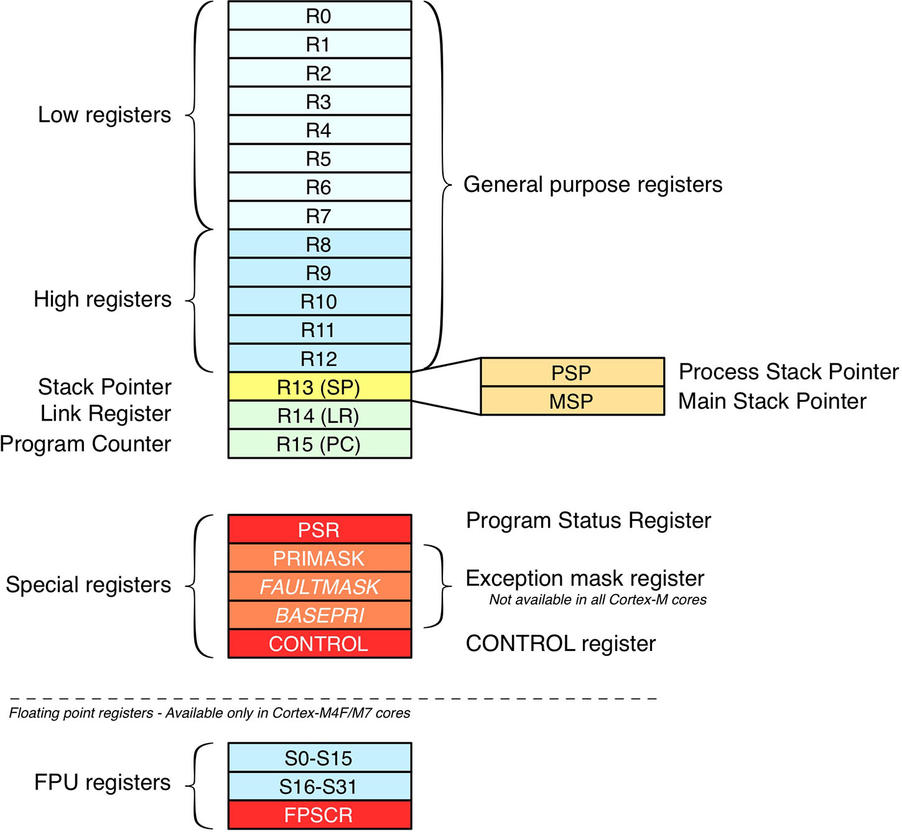 R0
R1
R2
R3
Low registers
R4
R5
R6
General purpose registers
R7
R8
R9
High registers
R10
R11
R12
Stack Pointer
R13 (SP)
PSP
Process Stack Pointer
Link Register
R14 (LR)
MSP
Main Stack Pointer
Program Counter
R15 (PC)
PSR
Program Status Register
PRIMASK
Special registers
FAULTMASK
Exception mask register
Not available in all Cortex-M cores
BASEPRI
CONTROL
CONTROL register
Floating point registers - Available only in Cortex-M4F/M7 cores
S0-S15
FPU registers
S16-S31
FPSCR